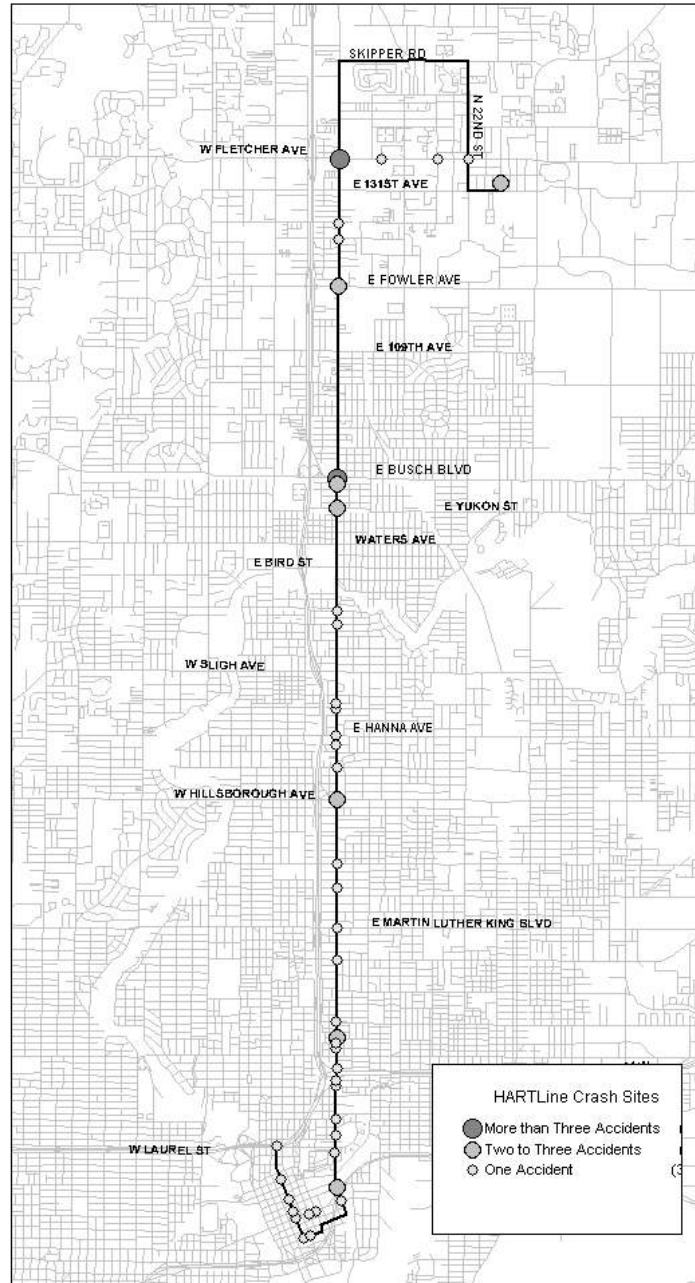 SKIPPER RD
N 22ND ST
W FLETCHER AVE
E 131ST AVE
E FOWLER AVE
E 109TH AVE
E BUSCH BLVD
E YUKON ST
WATERS AVE
E BIRD ST
W SLIGH AVE
E HANNA AVE
W HILLSBOROUGH AVE
E MARTIN LUTHER KING BLVD
W LAUREL ST
HARTLine Crash Sites
More than Three Accidents
Two to Three Accidents
One Accident (3